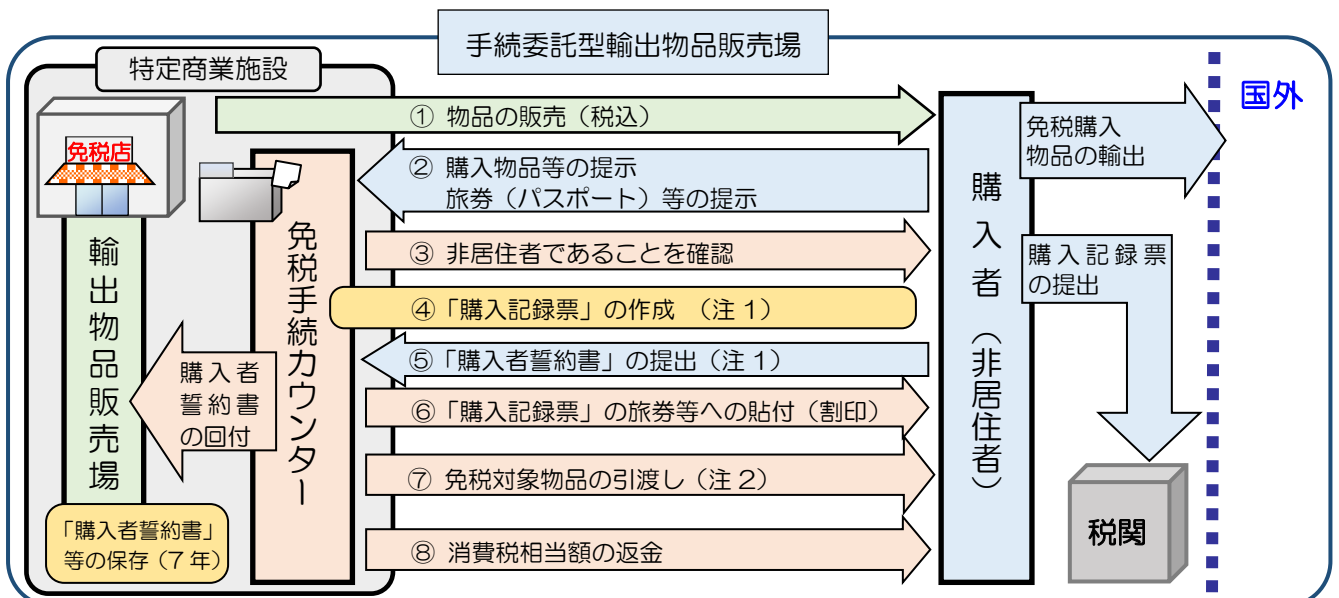 手続委託型輸出物品販売場
特定商業施設
免税店
輸出物品販売場
免税手続カウンター
購入者
誓約書
の回付
「購入者誓約書」
等の保存（7年）
① 物品の販売（税込）
② 購入物品等の提示
旅券（パスポート）等の提示
③ 非居住者であることを確認
④「購入記録票」の作成 （注１）
⑤「購入者誓約書」の提出（注１）
⑥「購入記録票」の旅券等への貼付（割印）
⑦ 免税対象物品の引渡し（注２）
⑧ 消費税相当額の返金
購入者（非居住者）
免税購入
物品の輸出
購入記録票
の提出
税関
国外